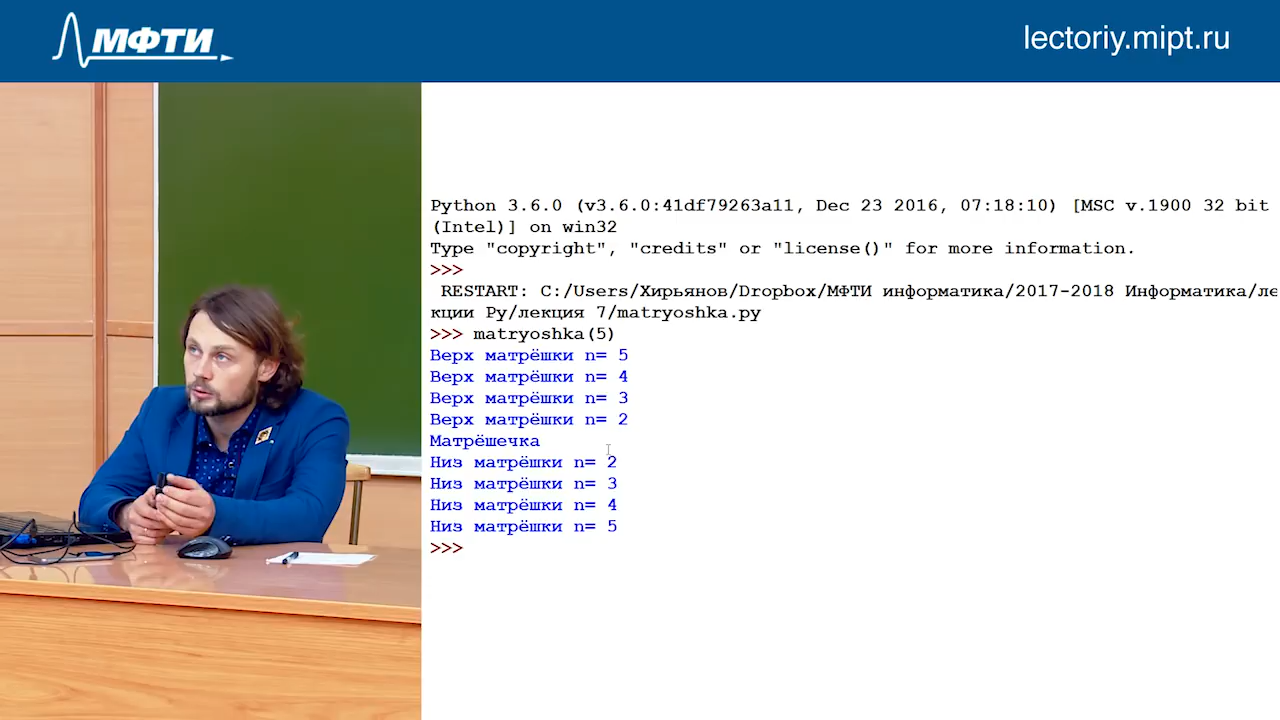 МФТИ
lectoriy.mipt.ru
Python 3.6.0 (v3.6.0:41df79263a11, Dec 23 2016, 07:18:10) [MSC v.1900 32 bit
(Intel)] on win32
Type "copyright", "credits" or "license()" for more information.
>>>
RESTART: C:/Users/Хирьянов/Dropbox/МФТИ информатика/2017-2018 Информатика/ле
кции Py/лекция 7/matryoshka.py
>>> matryoshka(5)
Верх матрёшки n= 5
Верх матрёшки n= 4
Верх матрёшки n= 3
Верх матрёшки n= 2
Матрёшечка
Низ матрёшки n= 2
Низ матрёшки n= 3
Низ матрёшки n= 4
Низ матрёшки n= 5
>>>